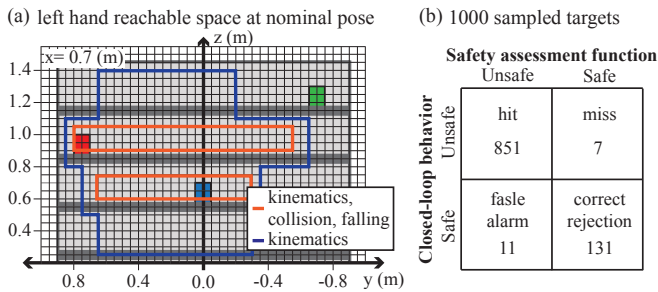 (a) left hand reachable space at nominal pose
x= 0.7 (m)
z (m)
1.4
1.2
1.0
0.8
0.6
0.4
0.8
0.4
0.0
-0.4
-0.8
y (m)
kinematics,
collision, falling
kinematics
(b) 1000 sampled targets
Safety assessment function
Unsafe
Safe
Closed-loop behavior
Unsafe
Safe
hit
miss
851
7
fasle
correct
alarm
rejection
11
131